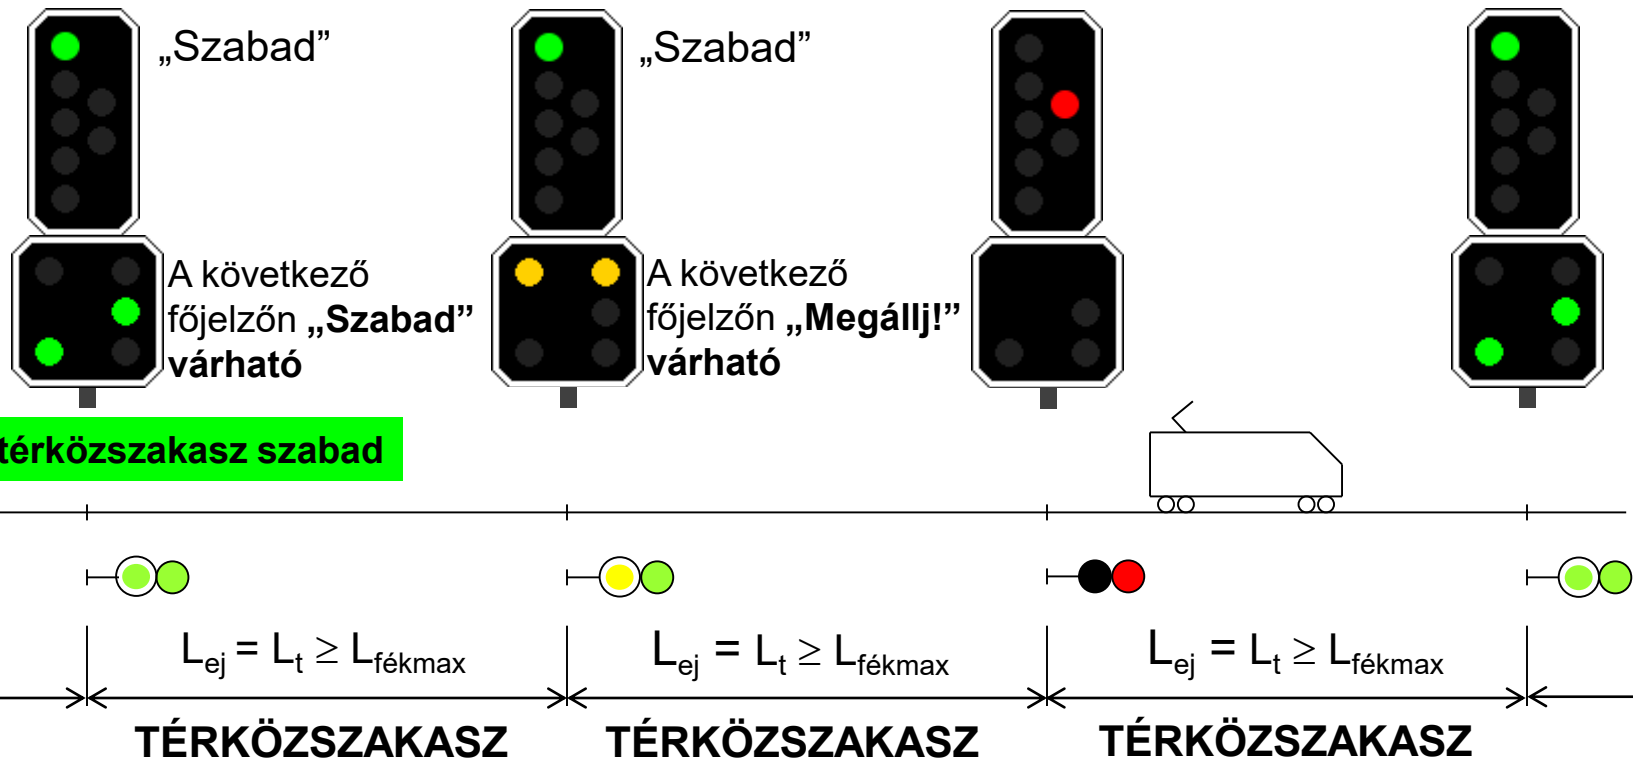 „Szabad”
„Szabad”
A következő
főjelzőn „Szabad”
várható
A következő
főjelzőn „Megállj!”
várható
térközszakasz szabad
Lej = Lt ≥ Lfékmax
Lej = Lt ≥ Lfékmax
Lej = Lt ≥ Lfékmax
TÉRKÖZSZAKASZ
TÉRKÖZSZAKASZ
TÉRKÖZSZAKASZ